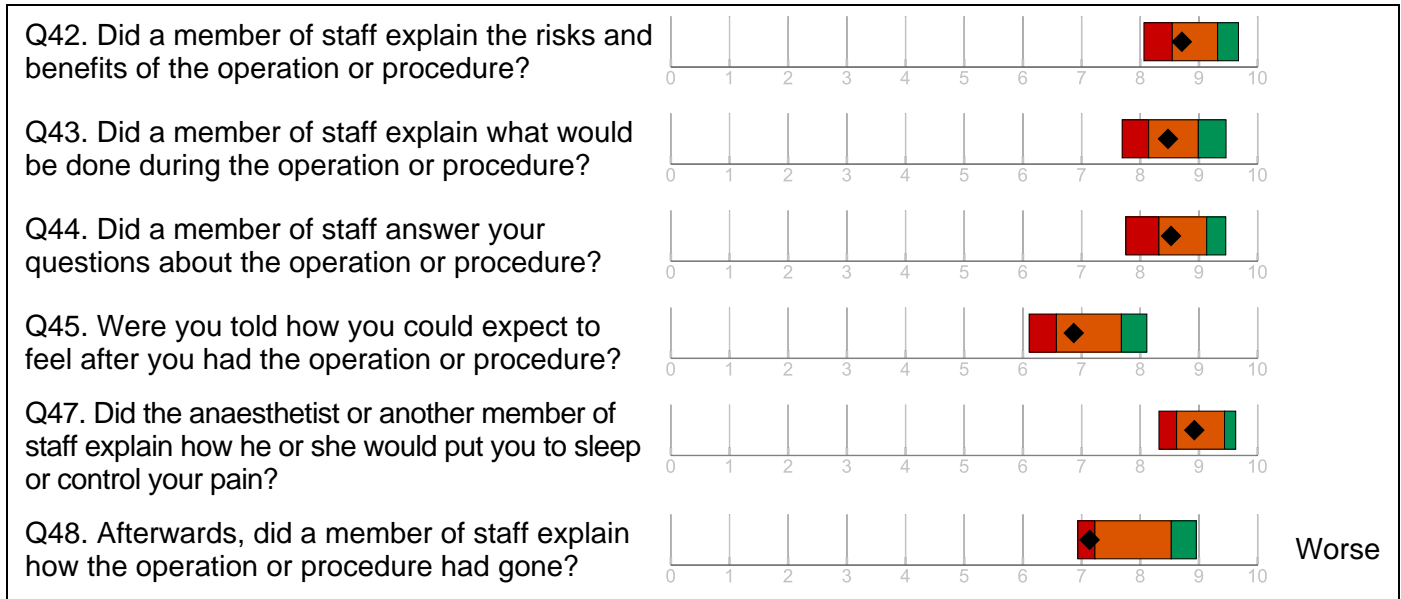 Q42. Did a member of staff explain the risks and
benefits of the operation or procedure?
0 1 2 3 4 5 6 7 8 9 10
Q43. Did a member of staff explain what would
be done during the operation or procedure?
0 1 2 3 4 5 6 7 8 9 10
Q44. Did a member of staff answer your
questions about the operation or procedure?
0 1 2 3 4 5 6 7 8 9 10
Q45. Were you told how you could expect to
feel after you had the operation or procedure?
0 1 2 3 4 5 6 7 8 9 10
Q47. Did the anaesthetist or another member of
staff explain how he or she would put you to sleep
or control your pain?
0 1 2 3 4 5 6 7 8 9 10
Q48. Afterwards, did a member of staff explain
how the operation or procedure had gone?
0 1 2 3 4 5 6 7 8 9 10
Worse